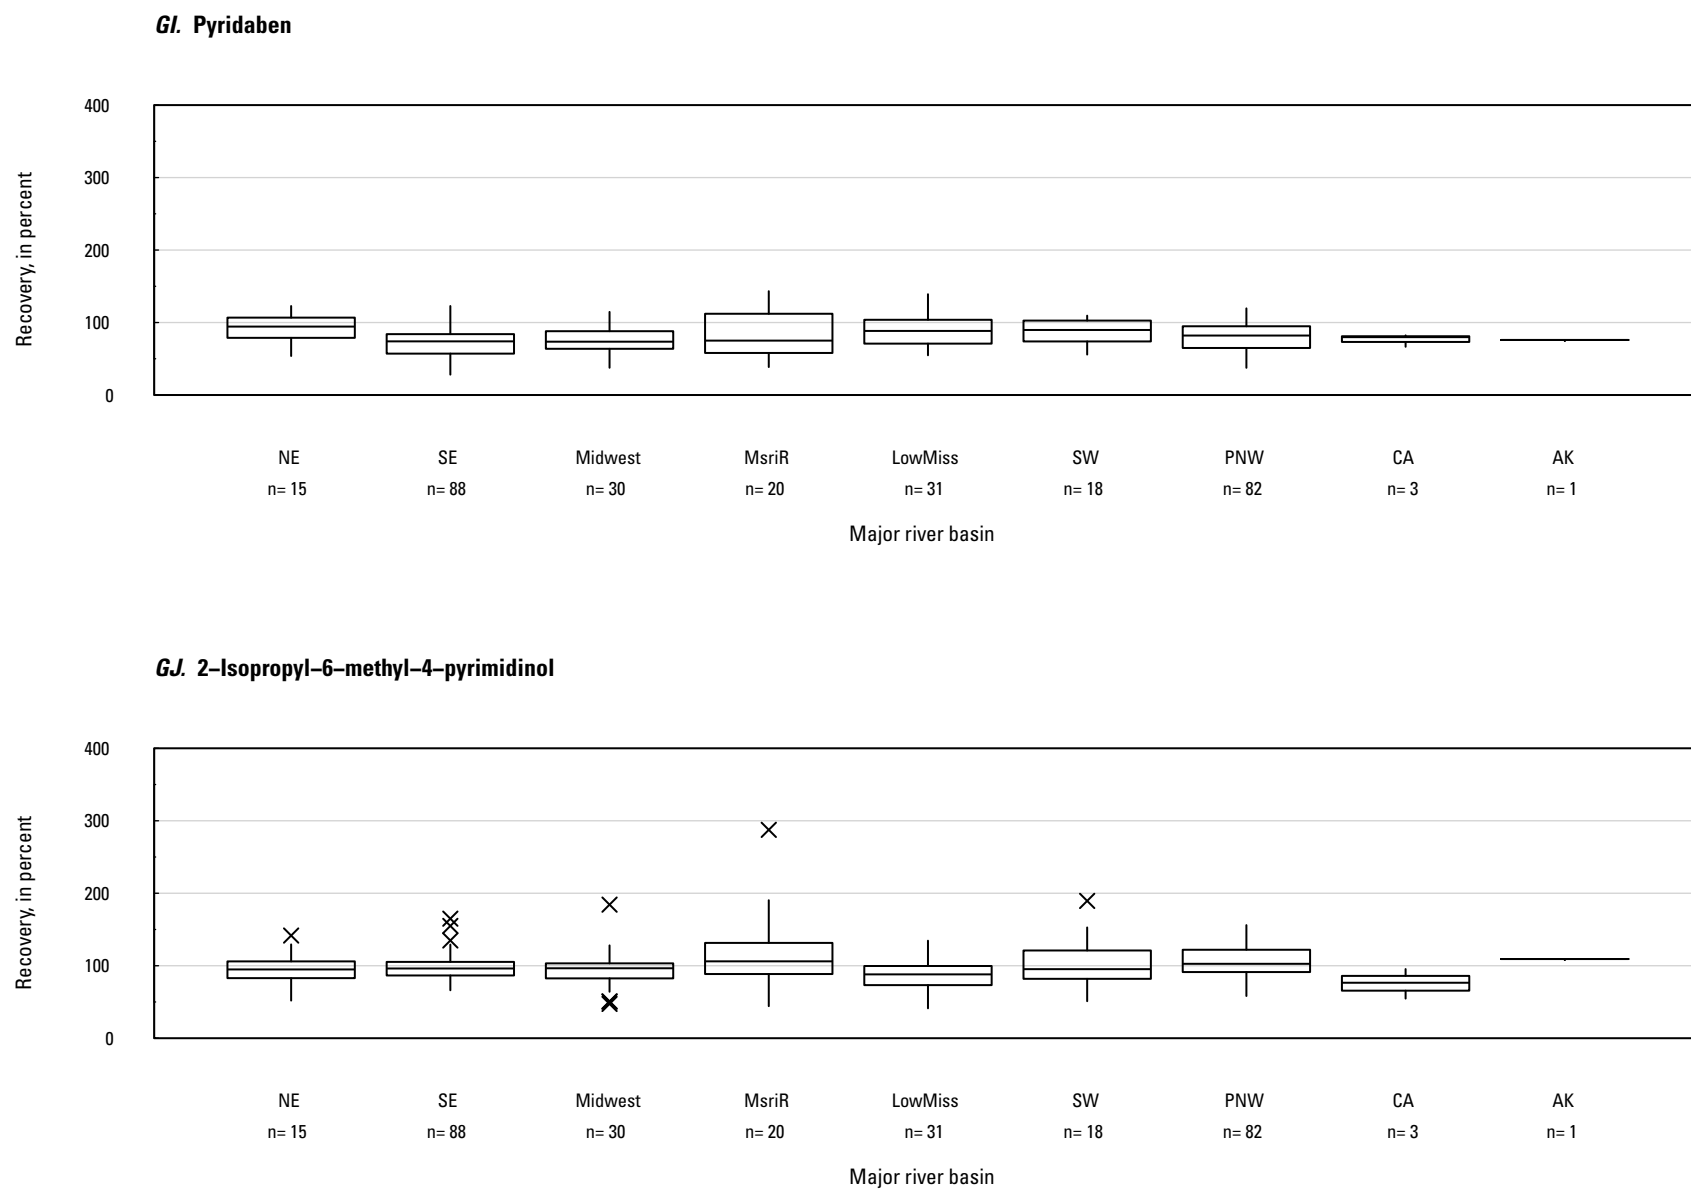 GI. Pyridaben
400
300
200
100
0
Recovery, in percent
NE SE Midwest MsriR LowMiss SW PNW CA AK
n= 15 n= 88 n= 30 n= 20 n= 31 n= 18 n= 82 n= 3 n= 1
Major river basin
GJ. 2–Isopropyl–6–methyl–4–pyrimidinol
400
300
200
100
0
Recovery, in percent
NE SE Midwest MsriR LowMiss SW PNW CA AK
n= 15 n= 88 n= 30 n= 20 n= 31 n= 18 n= 82 n= 3 n= 1
Major river basin